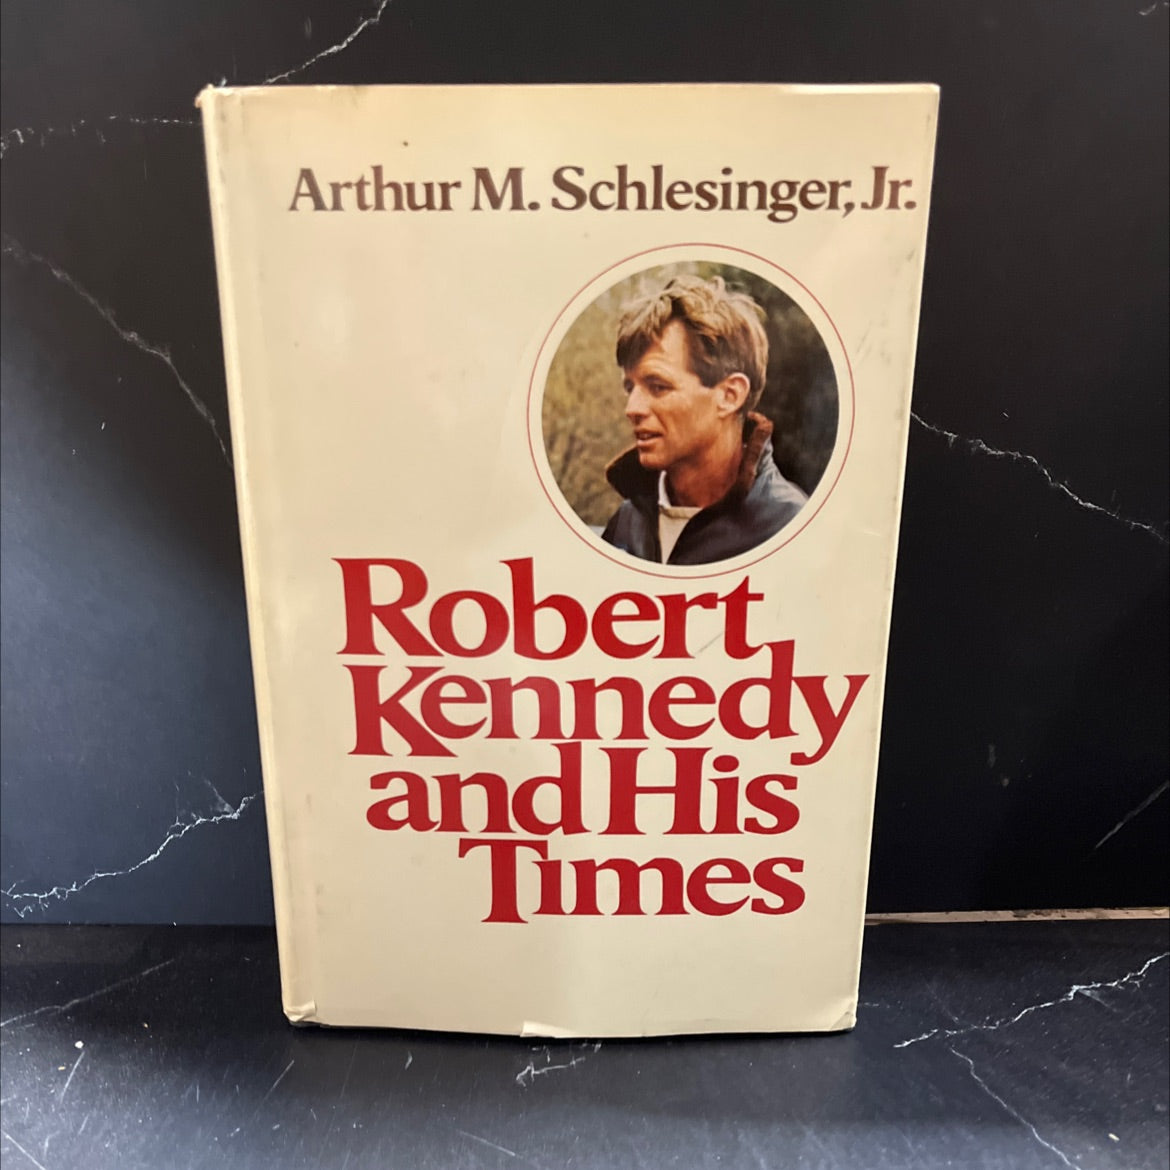 Arthur M. Schlesinger, Jr.
Robert
Kennedy
and His
Times